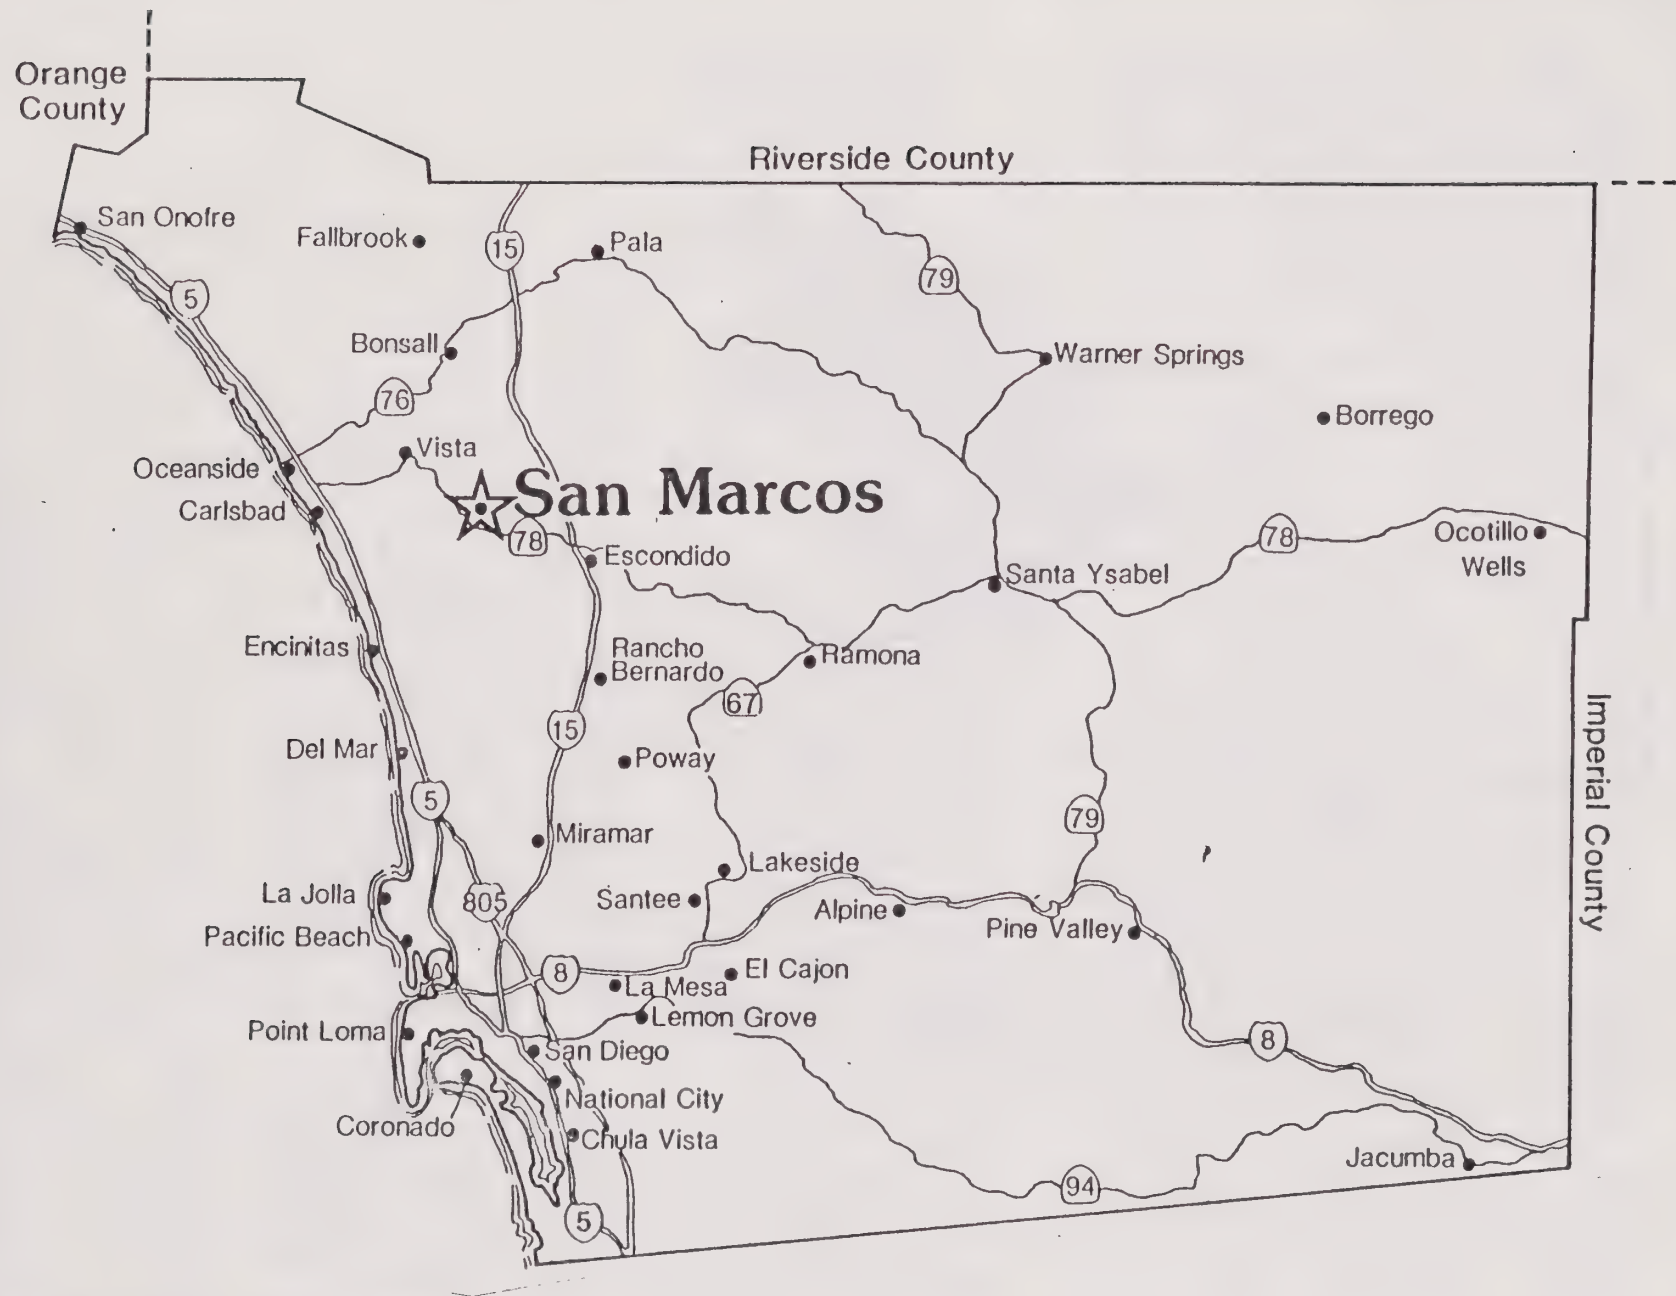 Orange
County
Riverside County
San Onofre
Fallbrook
15
Pala
79
5
Bonsall
Warner Springs
76
Borrego
Vista
Oceanside
San Marcos
Carlsbad
78
78
Ocotillo
Wells
Escondido
Santa Ysabel
Encinitas
Rancho
Bernardo
Ramona
67
15
Imperial County
Del Mar
Poway
5
79
Miramar
Lakeside
La Jolla
805
Santee
Alpine
Pine Valley
Pacific Beach
8
El Cajon
La Mesa
Lemon Grove
Point Loma
8
San Diego
National City
Coronado
Chula Vista
Jacumba
94
5